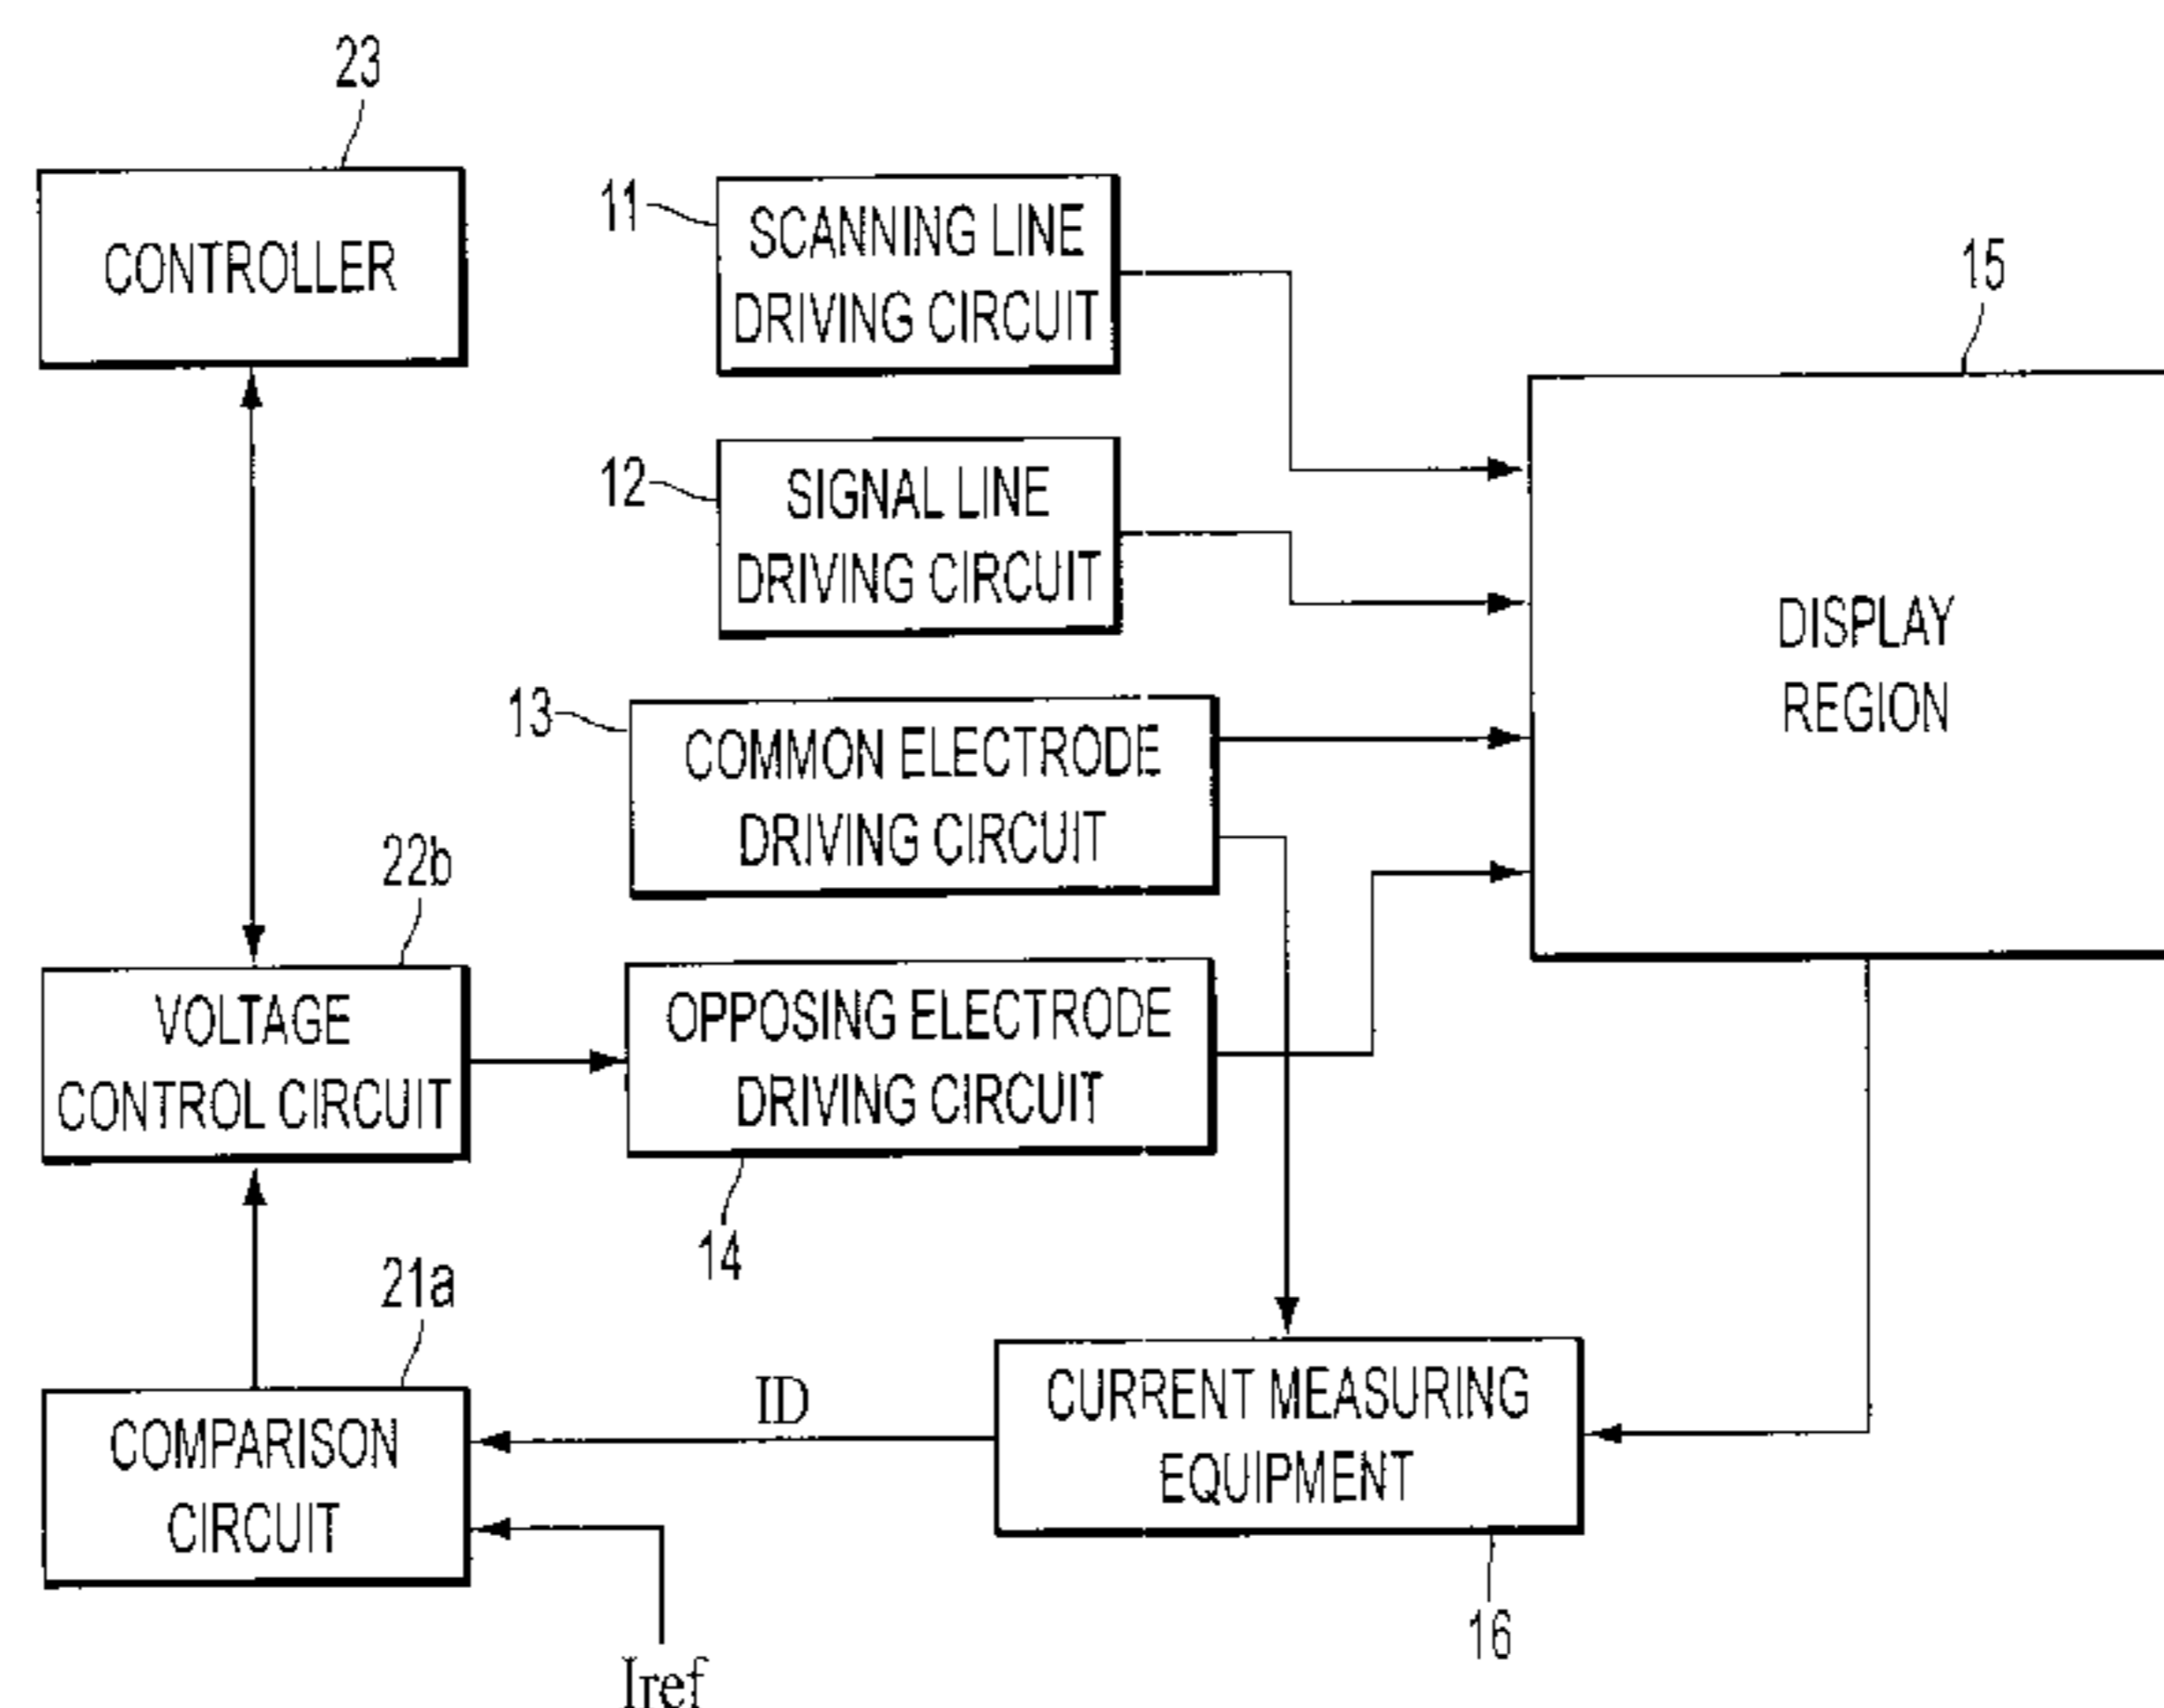 23
CONTROLLER
11
SCANNING LINE
DRIVING CIRCUIT
15
12
SIGNAL LINE
DRIVING CIRCUIT
DISPLAY
REGION
13
COMMON ELECTRODE
DRIVING CIRCUIT
22b
VOLTAGE
CONTROL CIRCUIT
OPPOSING ELECTRODE
DRIVING CIRCUIT
14
21a
COMPARISON
CIRCUIT
ID
CURRENT MEASURING
EQUIPMENT
16
Iref